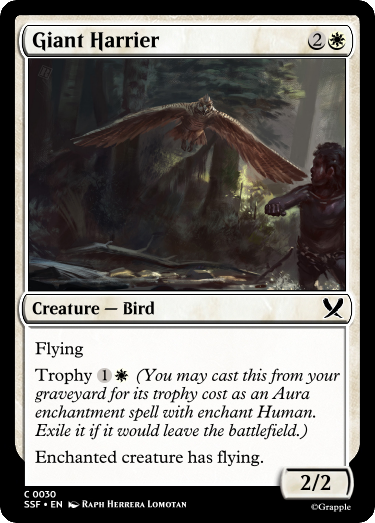 Giant Harrier 2
Creature — Bird
Flying
Trophy 1 (You may cast this from your
graveyard for its trophy cost as an Aura
enchantment spell with enchant Human.
Exile it if it would leave the battlefield.)
Enchanted creature has flying.
2/2
C 0030
SSF • EN Raph Herrera Lomotan
©Grapple